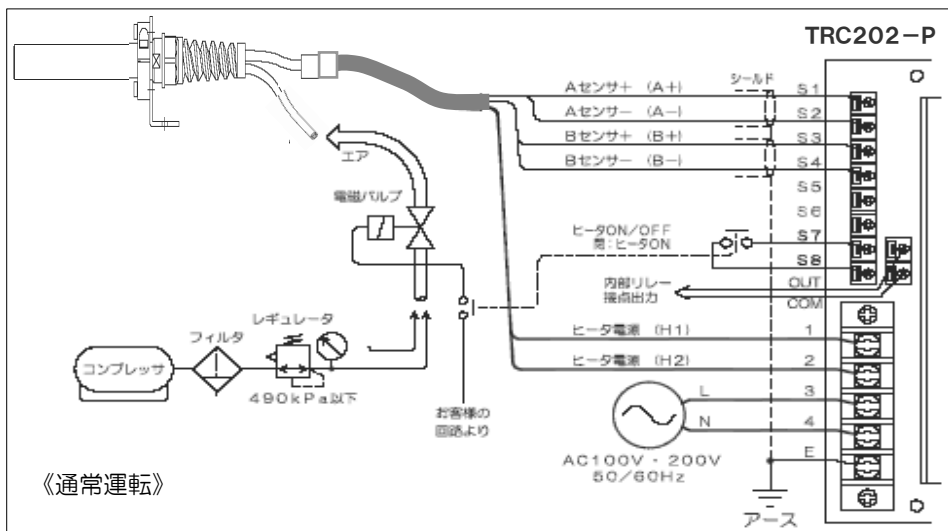 TRC202-P
シールド
Aセンサ+ (A+)
S1
Aセンサ- (A-)
S2
Bセンサ+ (B+)
S3
Bセンサ- (B-)
S4
エア
S5
電磁バルブ
S6
ヒータON/OFF
閉:ヒータON
S7
S8
内部リレー
接点出力
OUT
COM
レギュレータ
フィルタ
ヒータ電源 (H1)
1
コンプレッサ
ヒータ電源 (H2)
2
490kPa以下
お客様の
回路より
L
3
N
4
AC100V-200V
50/60Hz
E
《通常運転》
アース